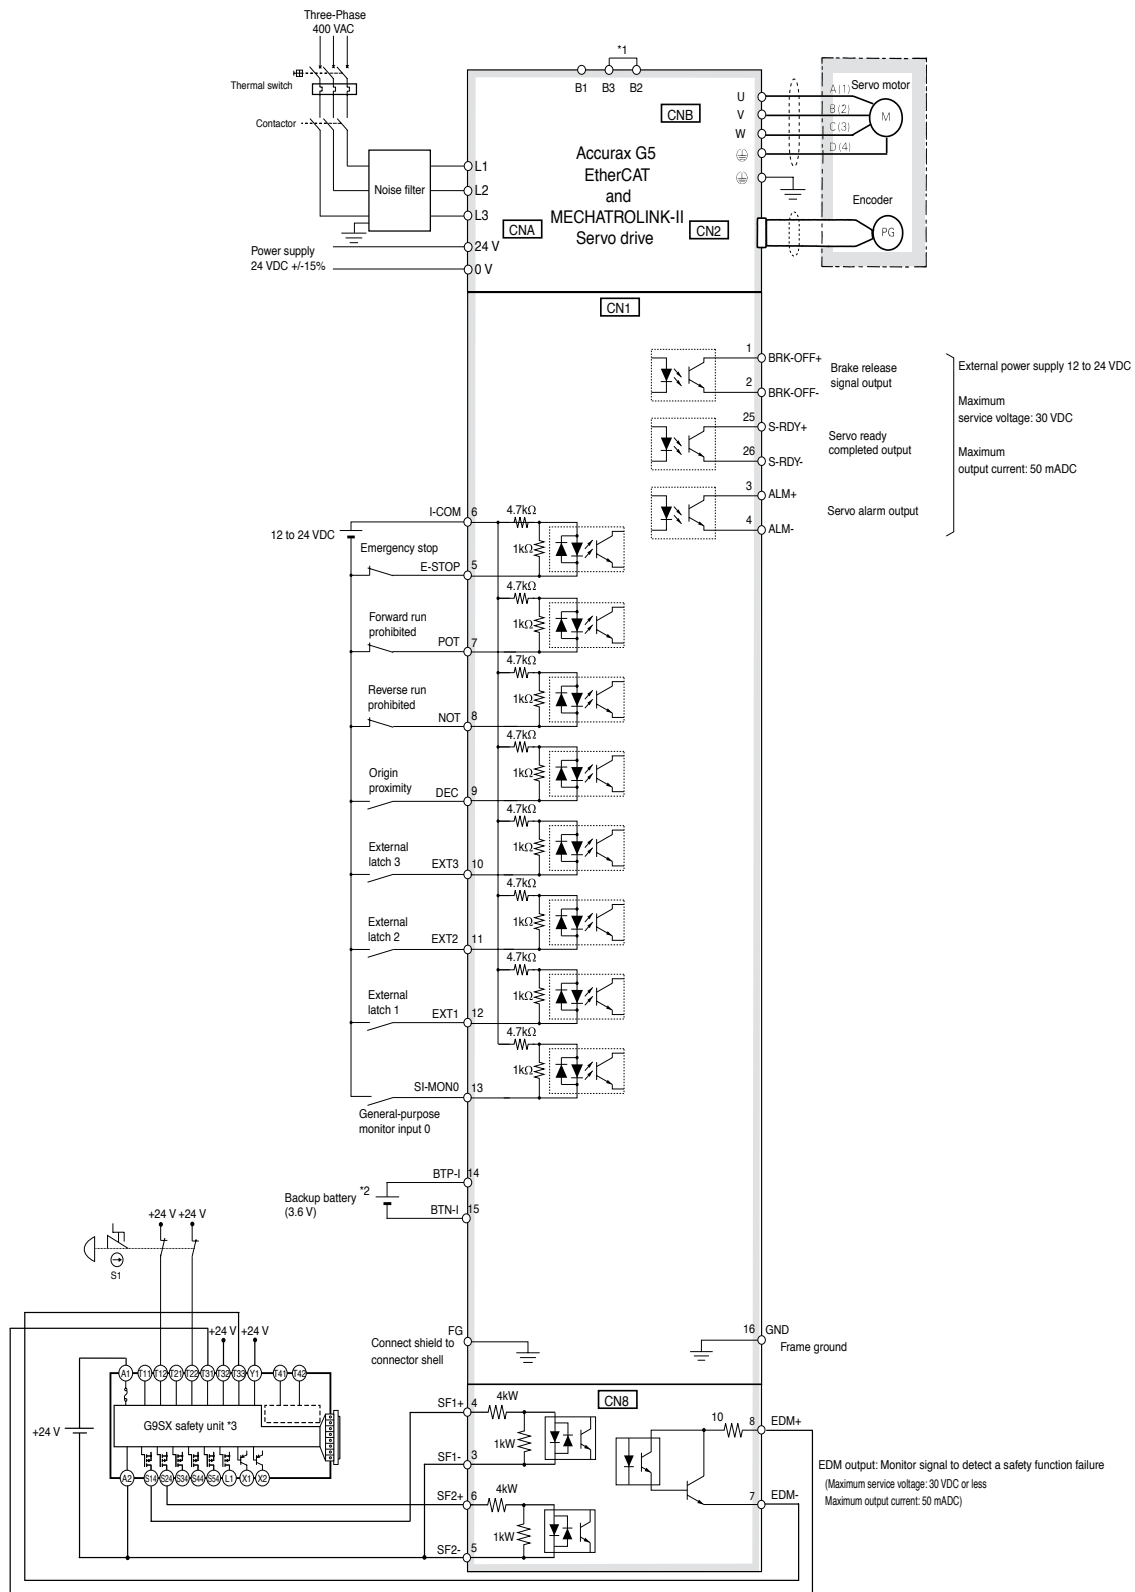 Three-Phase
400 VAC
Thermal switch
Contactor
Noise filter
L1
L2
L3
24 V
0 V
Power supply
24 VDC +/-15%
*1
B1
B3
B2
CNB
Accurax G5
EtherCAT
and
MECHATROLINK-II
Servo drive
CNA
CN2
U
V
W
A (1)
B (2)
C (3)
D (4)
Servo motor
M
Encoder
PG
CN1
1
BRK-OFF+
2
BRK-OFF-
Brake release
signal output
25
S-RDY+
26
S-RDY-
Servo ready
completed output
3
ALM+
4
ALM-
Servo alarm output
External power supply 12 to 24 VDC
Maximum
service voltage: 30 VDC
Maximum
output current: 50 mADC
12 to 24 VDC
I-COM
6
4.7kΩ
1kΩ
Emergency stop
E-STOP
5
4.7kΩ
1kΩ
Forward run
prohibited
POT
7
4.7kΩ
1kΩ
Reverse run
prohibited
NOT
8
4.7kΩ
1kΩ
Origin
proximity
DEC
9
4.7kΩ
1kΩ
External
latch 3
EXT3
10
4.7kΩ
1kΩ
External
latch 2
EXT2
11
4.7kΩ
1kΩ
External
latch 1
EXT1
12
4.7kΩ
1kΩ
SI-MON0
13
General-purpose
monitor input 0
BTP-I
14
Backup battery
(3.6 V)
*2
BTN-I
15
+24 V +24 V
S1
+24 V +24 V
FG
Connect shield to
connector shell
16
GND
Frame ground
A1 T11 T12 T21 T22 T31 T32 T33 Y1 T41 T42
G9SX safety unit *3
+24 V
A2 S14 S24 S34 S44 S54 L1 X1 X2
CN8
SF1+
4
4kW
1kW
SF1-
3
SF2+
6
4kW
1kW
SF2-
5
10
8
EDM+
7
EDM-
EDM output: Monitor signal to detect a safety function failure
(Maximum service voltage: 30 VDC or less
Maximum output current: 50 mADC)